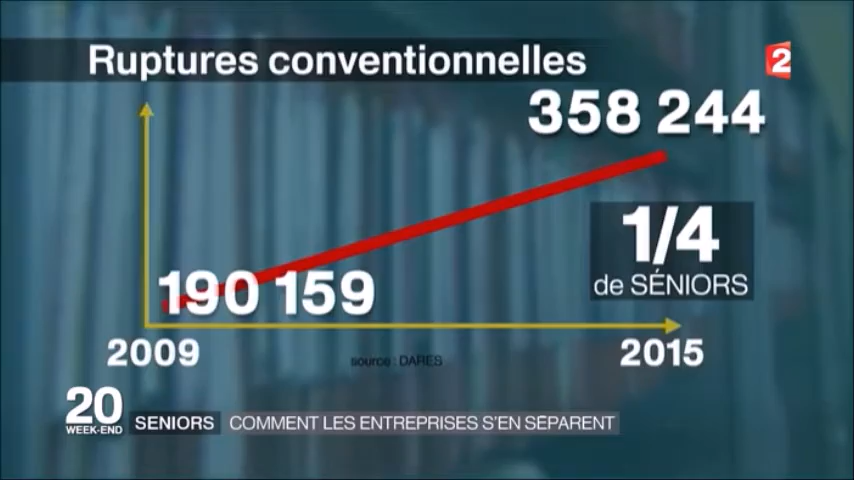 Ruptures conventionnelles
2
358 244
1/4
de SÉNIORS
190 159
2009
source : DARES
2015
20
WEEK-END
SENIORS COMMENT LES ENTREPRISES S'EN SÉPARENT